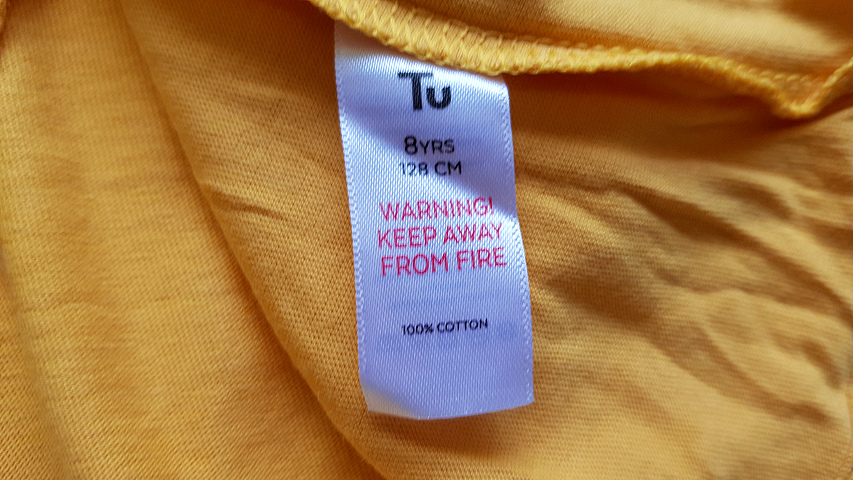 Tu
8YRS
128 CM
WARNING!
KEEP AWAY
FROM FIRE
100% COTTON